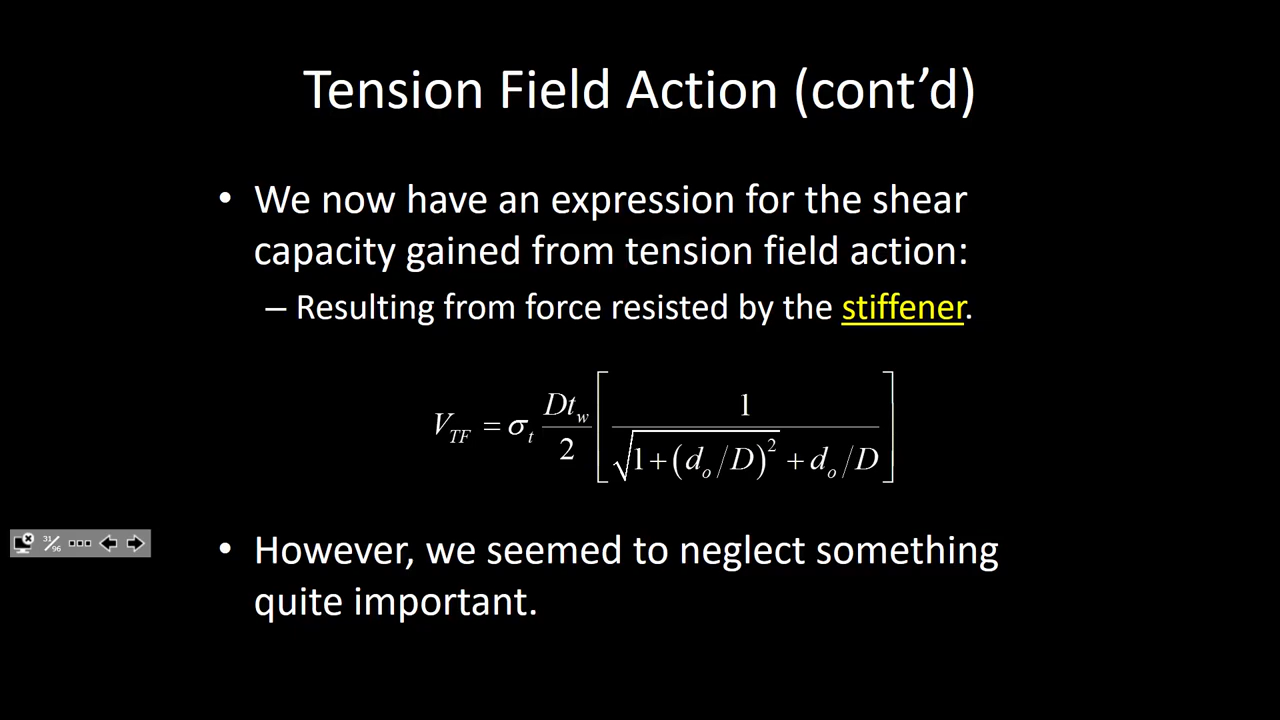 Tension Field Action (cont’d)
• We now have an expression for the shear
capacity gained from tension field action:
– Resulting from force resisted by the stiffener.
V_TF = σ_t Dt_w/2 [1/(√(1+(d_o/D)²) + d_o/D)]
31/96
• However, we seemed to neglect something
quite important.